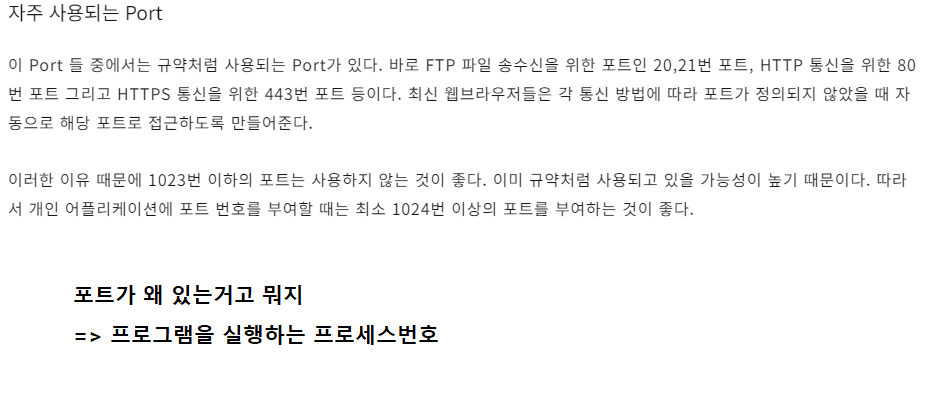 자주 사용되는 Port
이 Port 들 중에서는 규약처럼 사용되는 Port가 있다. 바로 FTP 파일 송수신을 위한 포트인 20,21번 포트, HTTP 통신을 위한 80
번 포트 그리고 HTTPS 통신을 위한 443번 포트 등이다. 최신 웹브라우저들은 각 통신 방법에 따라 포트가 정의되지 않았을 때 자
동으로 해당 포트로 접근하도록 만들어준다.
이러한 이유 때문에 1023번 이하의 포트는 사용하지 않는 것이 좋다. 이미 규약처럼 사용되고 있을 가능성이 높기 때문이다. 따라
서 개인 어플리케이션에 포트 번호를 부여할 때는 최소 1024번 이상의 포트를 부여하는 것이 좋다.
포트가 왜 있는거고 뭐지
=> 프로그램을 실행하는 프로세스번호